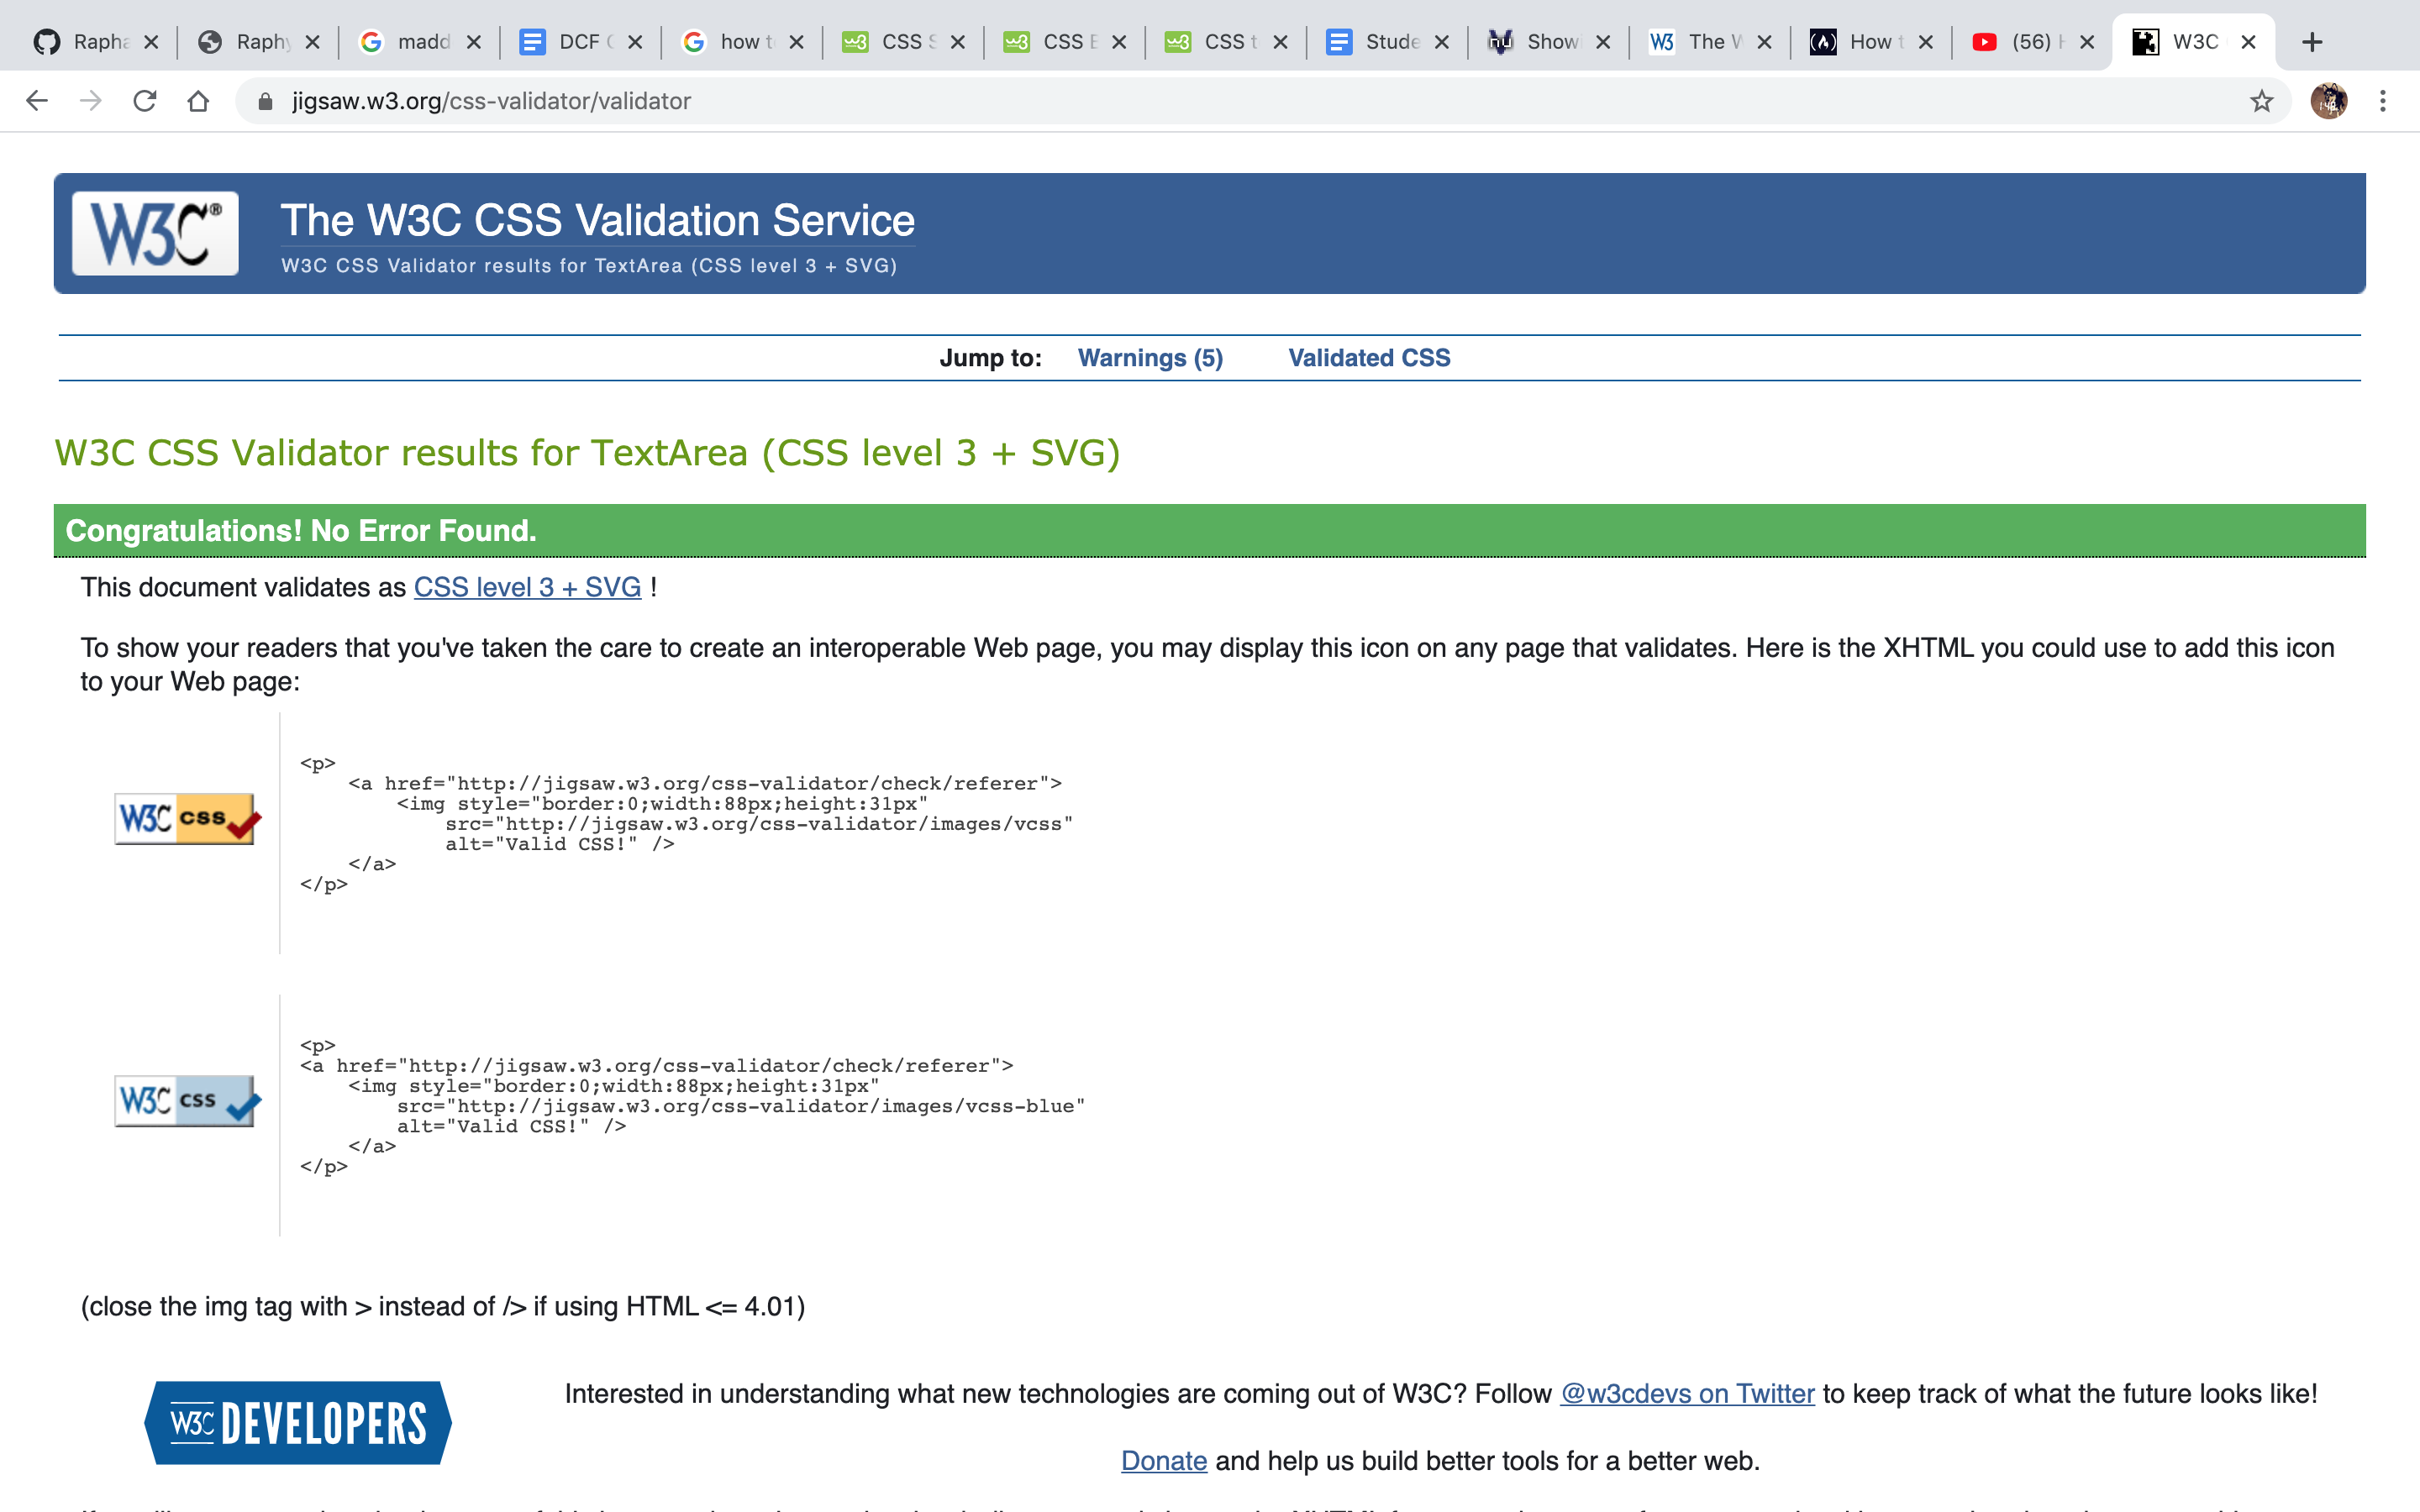 Rapha
Raphy
madd
DCF
how t
CSS S
CSS E
CSS t
Stude
nu Show
W3 The W
How t
(56) H
W3C
jigsaw.w3.org/css-validator/validator
W3C® The W3C CSS Validation Service
W3C CSS Validator results for TextArea (CSS level 3 + SVG)
Jump to: Warnings (5) Validated CSS
W3C CSS Validator results for TextArea (CSS level 3 + SVG)
Congratulations! No Error Found.
This document validates as CSS level 3 + SVG !
To show your readers that you've taken the care to create an interoperable Web page, you may display this icon on any page that validates. Here is the XHTML you could use to add this icon
to your Web page:
W3C css
<p>
<a href="http://jigsaw.w3.org/css-validator/check/referer">
<img style="border:0;width:88px;height:31px"
src="http://jigsaw.w3.org/css-validator/images/vcss"
alt="Valid CSS!" />
</a>
</p>
W3C css
<p>
<a href="http://jigsaw.w3.org/css-validator/check/referer">
<img style="border:0;width:88px;height:31px"
src="http://jigsaw.w3.org/css-validator/images/vcss-blue"
alt="Valid CSS!" />
</a>
</p>
(close the img tag with > instead of /> if using HTML <= 4.01)
W3C DEVELOPERS
Interested in understanding what new technologies are coming out of W3C? Follow @w3cdevs on Twitter to keep track of what the future looks like!
Donate and help us build better tools for a better web.